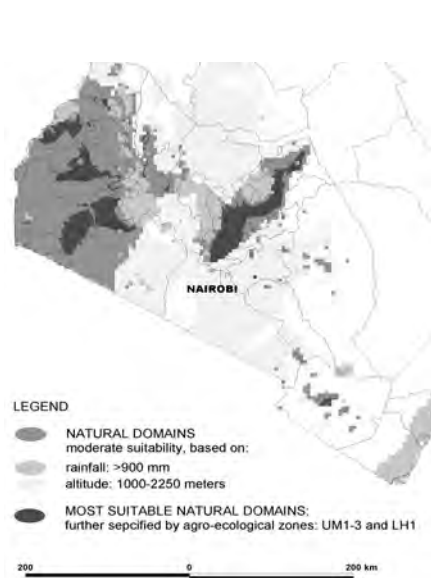 NAIROBI
LEGEND
NATURAL DOMAINS
moderate suitability, based on:
rainfall: >900 mm
altitude: 1000-2250 meters
MOST SUITABLE NATURAL DOMAINS;
further sepcified by agro-ecological zones: UM1-3 and LH1
200 0 200 km